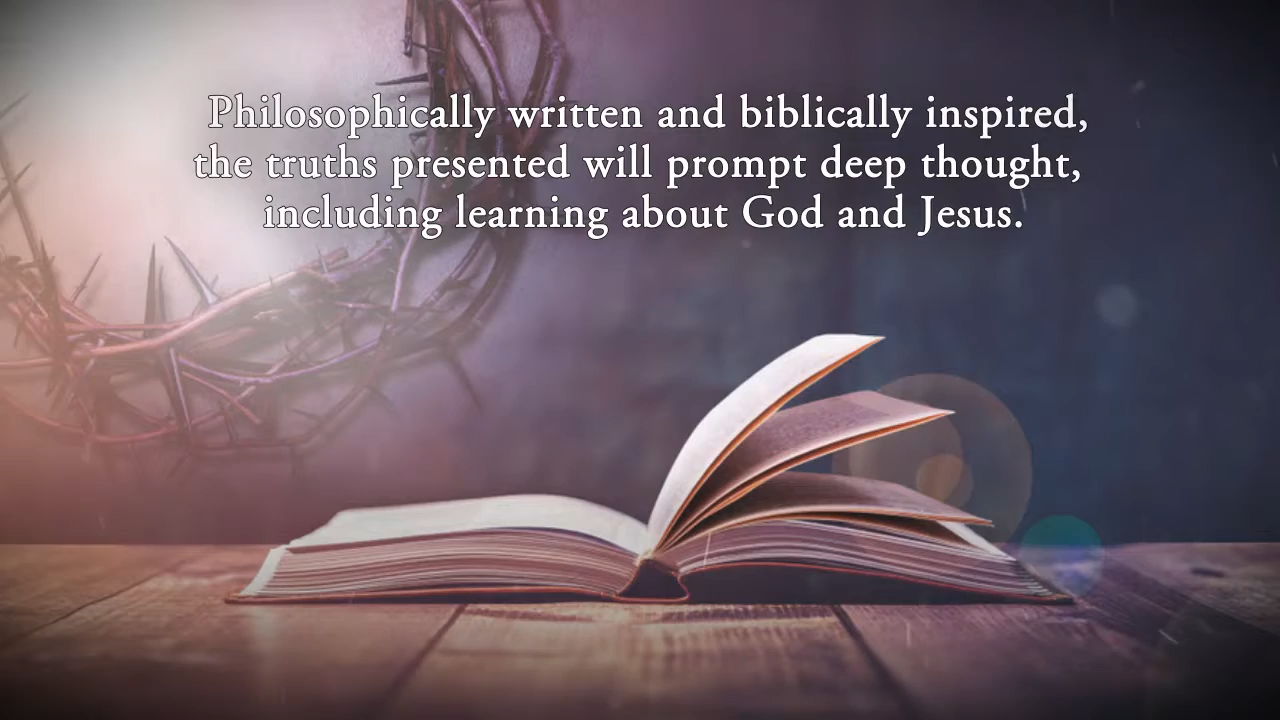 Philosophically written and biblically inspired,
the truths presented will prompt deep thought,
including learning about God and Jesus.